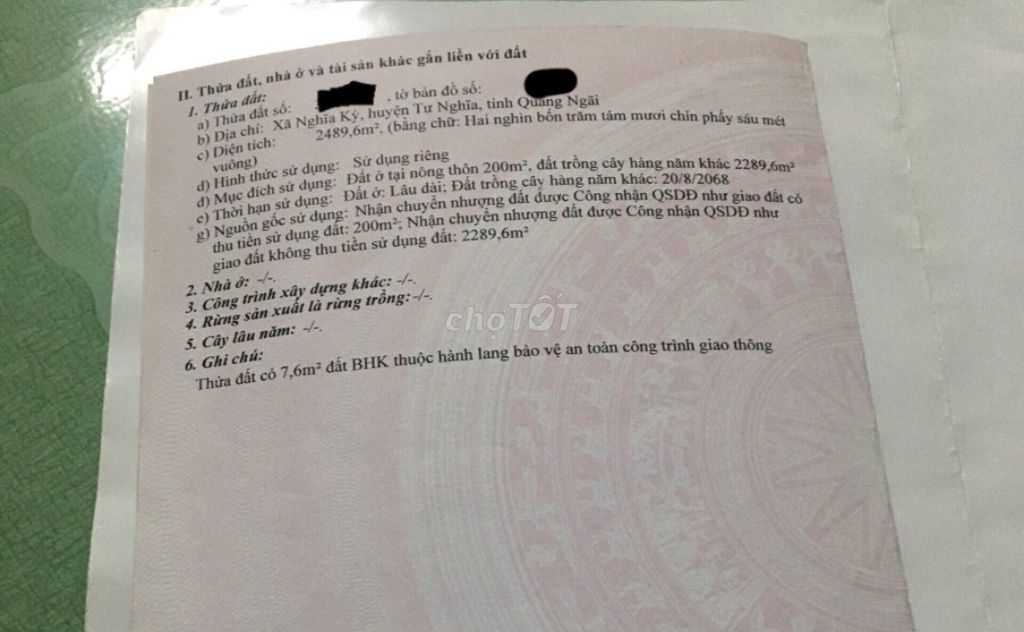 II. Thửa đất, nhà ở và tài sản khác gắn liền với đất
1. Thửa đất:
a) Thửa đất số: , tờ bản đồ số:
b) Địa chỉ: Xã Nghĩa Kỳ, huyện Tư Nghĩa, tỉnh Quảng Ngãi
c) Diện tích: 2489,6m², (bằng chữ: Hai nghìn bốn trăm tám mươi chín phẩy sáu mét
vuông)
d) Hình thức sử dụng: Sử dụng riêng
đ) Mục đích sử dụng: Đất ở tại nông thôn 200m², đất trồng cây hàng năm khác 2289,6m²
e) Thời hạn sử dụng: Đất ở: Lâu dài; Đất trồng cây hàng năm khác: 20/8/2068
g) Nguồn gốc sử dụng: Nhận chuyển nhượng đất được Công nhận QSDĐ như giao đất có
thu tiền sử dụng đất: 200m²; Nhận chuyển nhượng đất được Công nhận QSDĐ như
giao đất không thu tiền sử dụng đất: 2289,6m²
2. Nhà ở: -/-.
3. Công trình xây dựng khác: -/-.
4. Rừng sản xuất là rừng trồng: -/-.
5. Cây lâu năm: -/-.
6. Ghi chú:
Thửa đất có 7,6m² đất BHK thuộc hành lang bảo vệ an toàn công trình giao thông
choTỐT